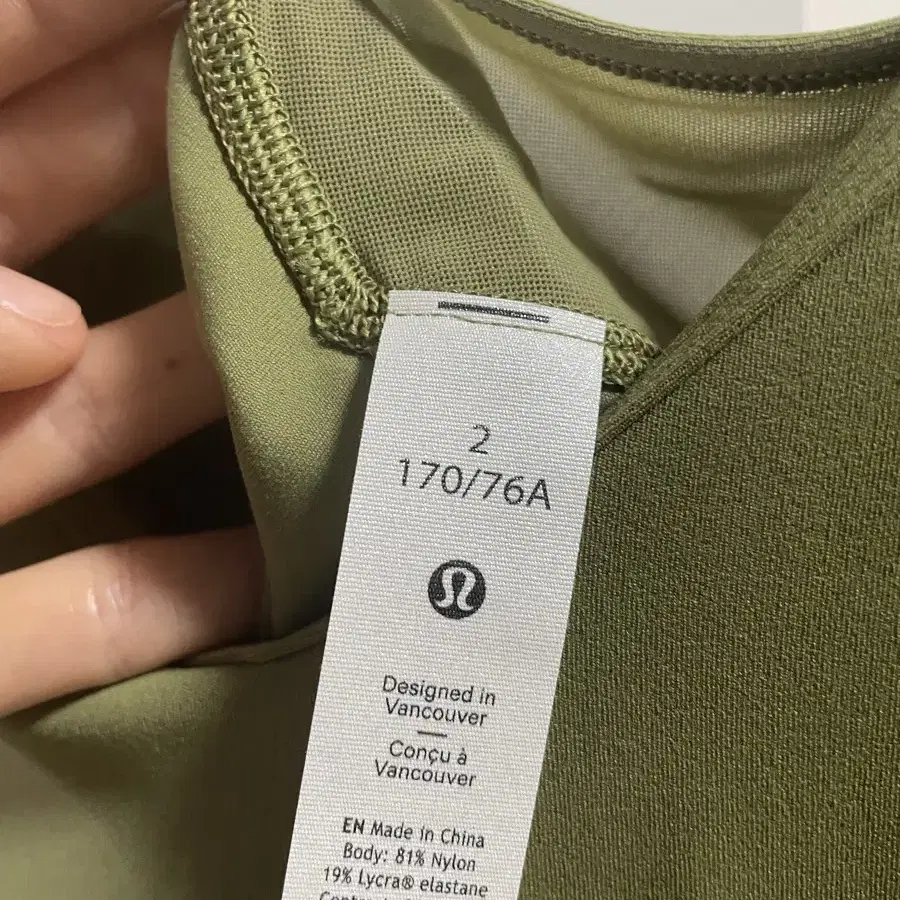 2
170/76A
Designed in
Vancouver
Conçu à
Vancouver
EN Made in China
Body: 81% Nylon
19% Lycra® elastane